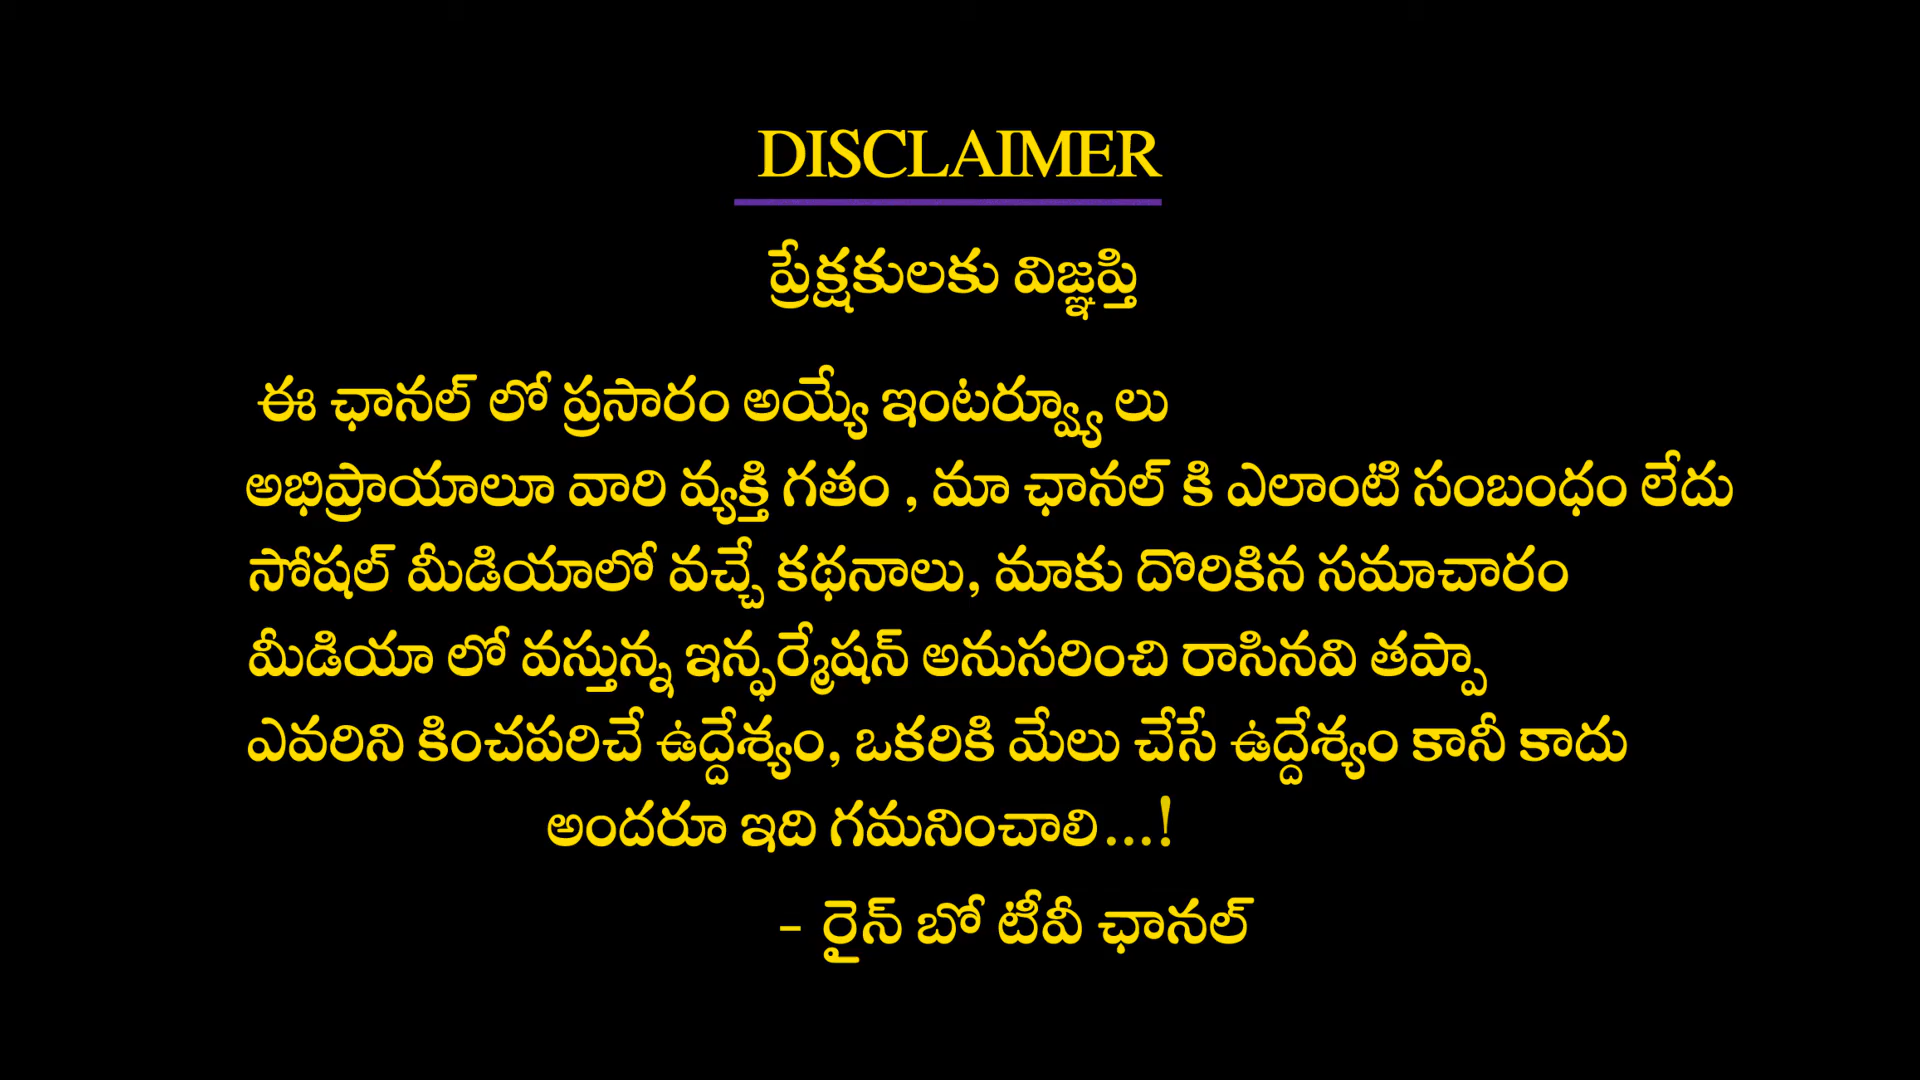 DISCLAIMER
ప్రేక్షకులకు విజ్ఞప్తి
ఈ ఛానల్ లో ప్రసారం అయ్యే ఇంటర్వ్యూ లు
అభిప్రాయాలూ వారి వ్యక్తి గతం , మా ఛానల్ కి ఎలాంటి సంబంధం లేదు
సోషల్ మీడియాలో వచ్చే కథనాలు, మాకు దొరికిన సమాచారం
మీడియా లో వస్తున్న ఇన్ఫర్మేషన్ అనుసరించి రాసినవి తప్పా
ఎవరిని కించపరిచే ఉద్దేశ్యం, ఒకరికి మేలు చేసే ఉద్దేశ్యం కానీ కాదు
అందరూ ఇది గమనించాలి...!
- రైన్ బో టీవీ ఛానల్